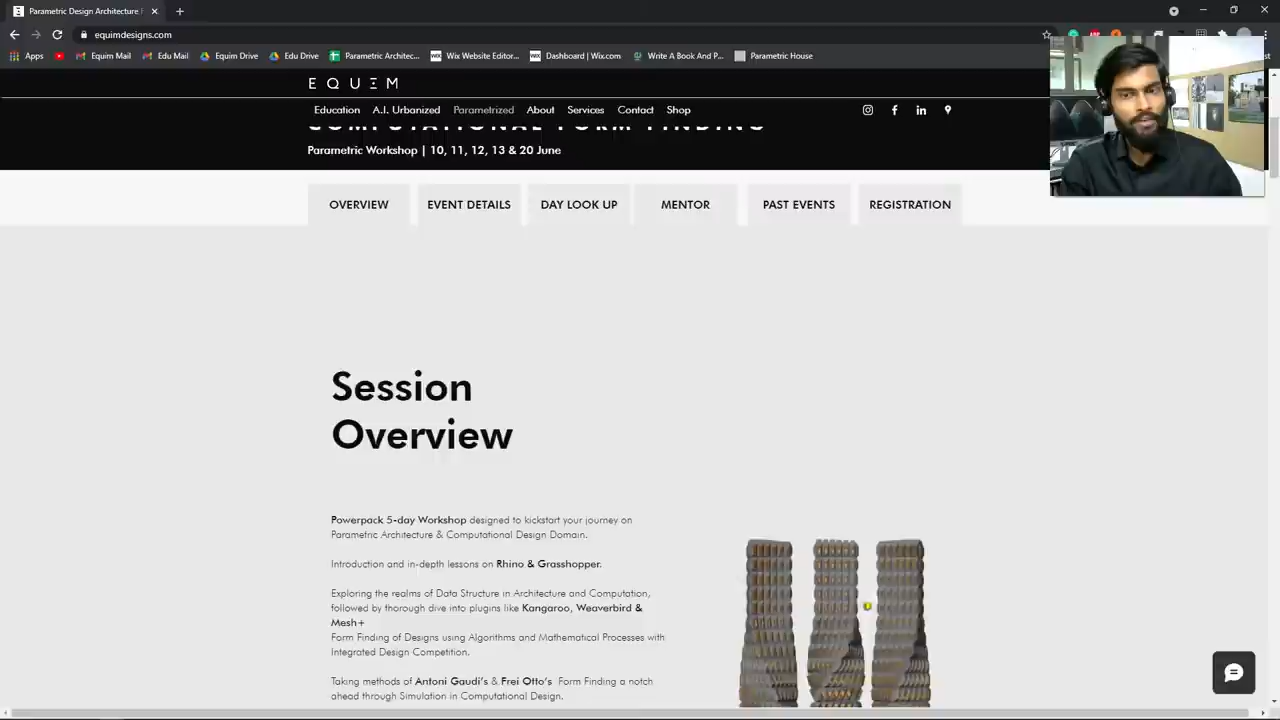 Parametric Design Architecture F
equimdesigns.com
Apps
Equim Mail
Edu Mail
Equim Drive
Edu Drive
Parametric Architec...
Wix Website Editor...
Dashboard | Wix.com
Write A Book And P...
Parametric House
EQUEM
Education A.I. Urbanized Parametrized About Services Contact Shop
COMPUTATIONAL FORM FINDING
Parametric Workshop | 10, 11, 12, 13 & 20 June
OVERVIEW
EVENT DETAILS
DAY LOOK UP
MENTOR
PAST EVENTS
REGISTRATION
Session
Overview
Powerpack 5-day Workshop designed to kickstart your journey on
Parametric Architecture & Computational Design Domain.
Introduction and in-depth lessons on Rhino & Grasshopper.
Exploring the realms of Data Structure in Architecture and Computation,
followed by thorough dive into plugins like Kangaroo, Weaverbird &
Mesh+
Form Finding of Designs using Algorithms and Mathematical Processes with
Integrated Design Competition.
Taking methods of Antoni Gaudi's & Frei Otto's Form Finding a notch
ahead through Simulation in Computational Design.